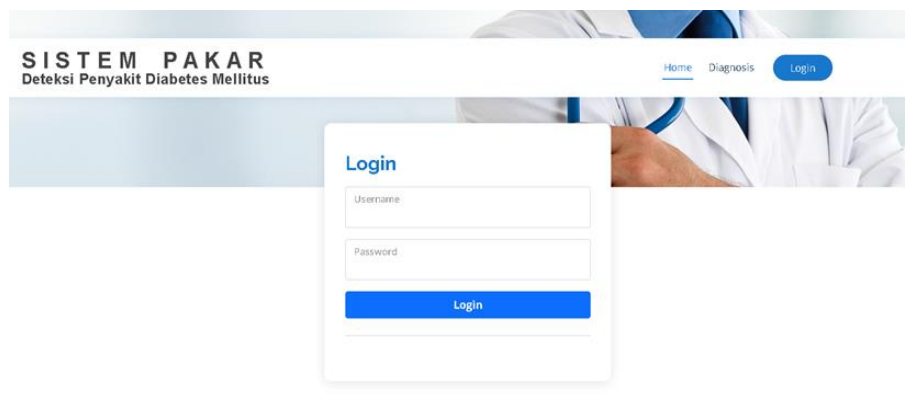 SISTEM PAKAR
Deteksi Penyakit Diabetes Mellitus
Home Diagnosis Login
Login
Username
Password
Login